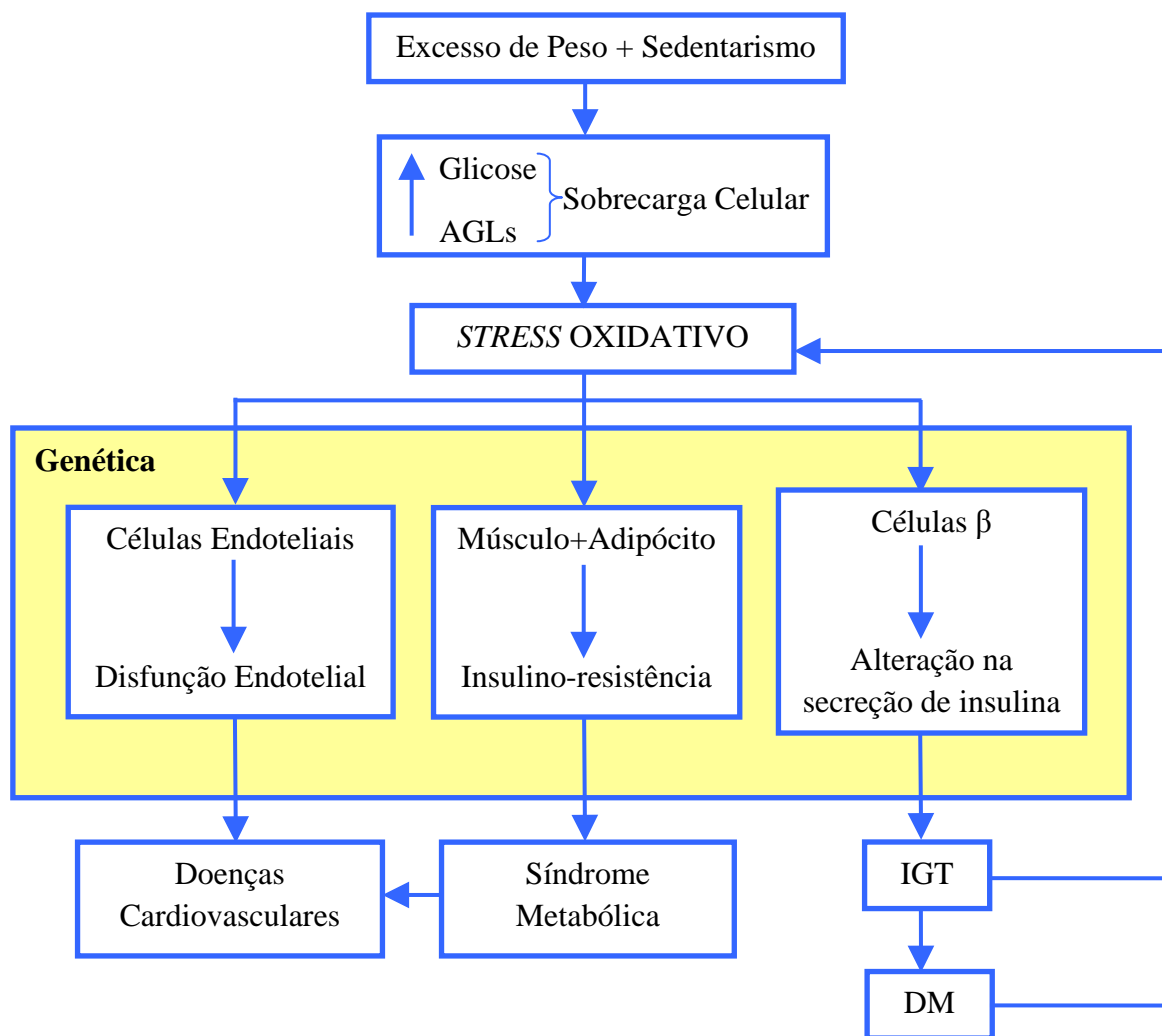 Excesso de Peso + Sedentarismo
Glicose
AGLs
Sobrecarga Celular
STRESS OXIDATIVO
Genética
Células Endoteliais
Disfunção Endotelial
Músculo+Adipócito
Insulino-resistência
Células β
Alteração na
secreção de insulina
Doenças
Cardiovasculares
Síndrome
Metabólica
IGT
DM